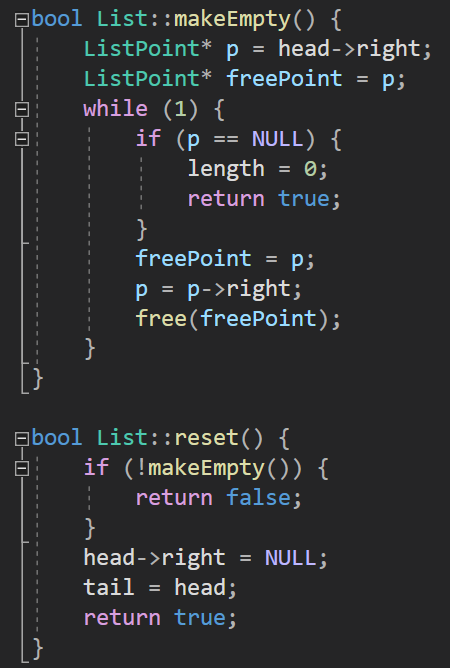 bool List::makeEmpty() {
    ListPoint* p = head->right;
    ListPoint* freePoint = p;
    while (1) {
        if (p == NULL) {
            length = 0;
            return true;
        }
        freePoint = p;
        p = p->right;
        free(freePoint);
    }
}

bool List::reset() {
    if (!makeEmpty()) {
        return false;
    }
    head->right = NULL;
    tail = head;
    return true;
}